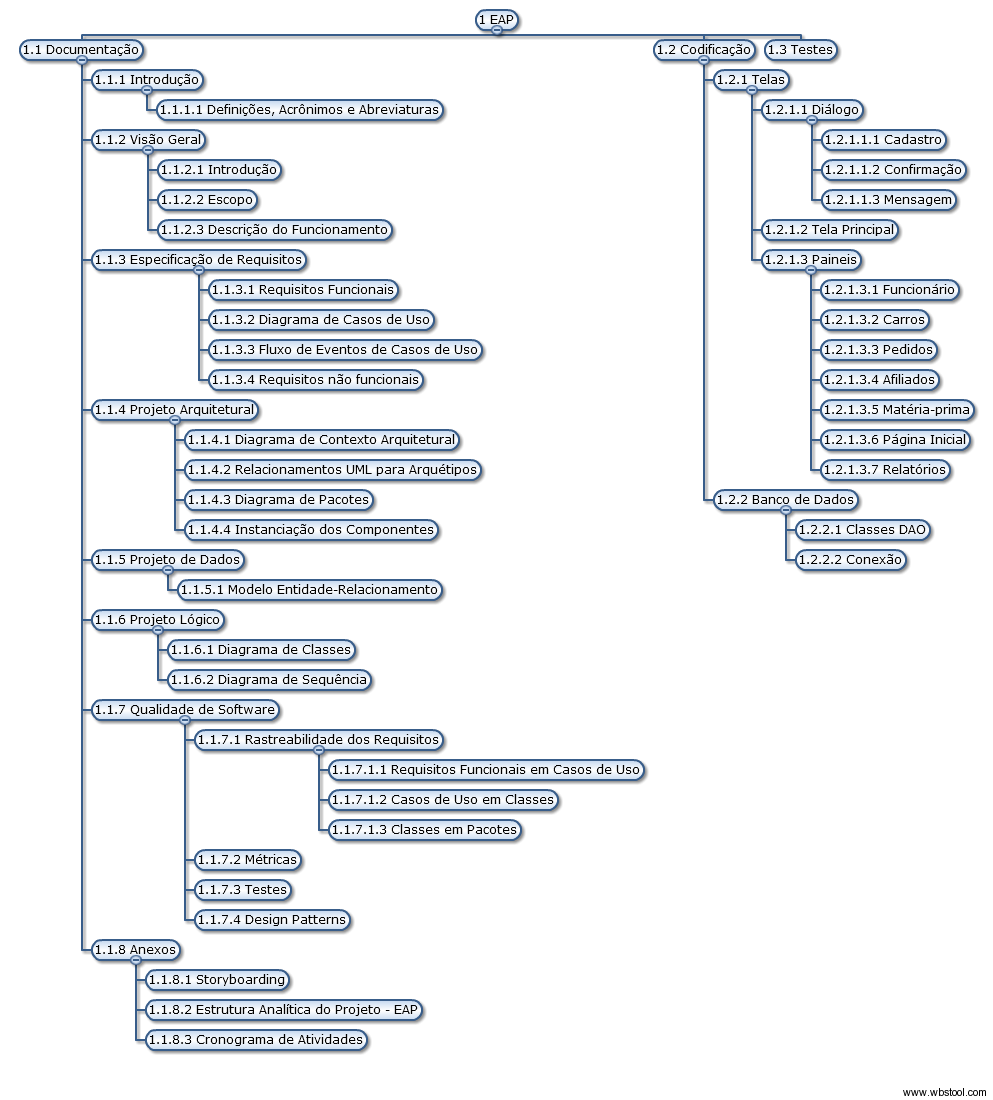 1 EAP
1.1 Documentação
1.1.1 Introdução
1.1.1.1 Definições, Acrônimos e Abreviaturas
1.1.2 Visão Geral
1.1.2.1 Introdução
1.1.2.2 Escopo
1.1.2.3 Descrição do Funcionamento
1.1.3 Especificação de Requisitos
1.1.3.1 Requisitos Funcionais
1.1.3.2 Diagrama de Casos de Uso
1.1.3.3 Fluxo de Eventos de Casos de Uso
1.1.3.4 Requisitos não funcionais
1.1.4 Projeto Arquitetural
1.1.4.1 Diagrama de Contexto Arquitetural
1.1.4.2 Relacionamentos UML para Arquétipos
1.1.4.3 Diagrama de Pacotes
1.1.4.4 Instanciação dos Componentes
1.1.5 Projeto de Dados
1.1.5.1 Modelo Entidade-Relacionamento
1.1.6 Projeto Lógico
1.1.6.1 Diagrama de Classes
1.1.6.2 Diagrama de Sequência
1.1.7 Qualidade de Software
1.1.7.1 Rastreabilidade dos Requisitos
1.1.7.1.1 Requisitos Funcionais em Casos de Uso
1.1.7.1.2 Casos de Uso em Classes
1.1.7.1.3 Classes em Pacotes
1.1.7.2 Métricas
1.1.7.3 Testes
1.1.7.4 Design Patterns
1.1.8 Anexos
1.1.8.1 Storyboarding
1.1.8.2 Estrutura Analítica do Projeto - EAP
1.1.8.3 Cronograma de Atividades
1.2 Codificação
1.2.1 Telas
1.2.1.1 Diálogo
1.2.1.1.1 Cadastro
1.2.1.1.2 Confirmação
1.2.1.1.3 Mensagem
1.2.1.2 Tela Principal
1.2.1.3 Paineis
1.2.1.3.1 Funcionário
1.2.1.3.2 Carros
1.2.1.3.3 Pedidos
1.2.1.3.4 Afiliados
1.2.1.3.5 Matéria-prima
1.2.1.3.6 Página Inicial
1.2.1.3.7 Relatórios
1.2.2 Banco de Dados
1.2.2.1 Classes DAO
1.2.2.2 Conexão
1.3 Testes
www.wbstool.com